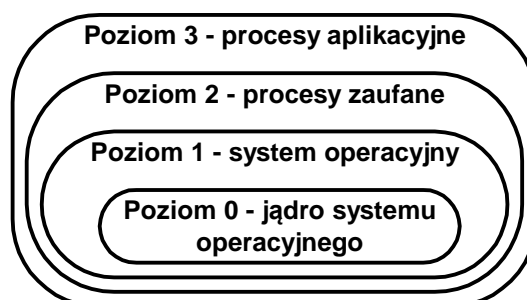 Poziom 3 - procesy aplikacyjne
Poziom 2 - procesy zaufane
Poziom 1 - system operacyjny
Poziom 0 - jądro systemu
operacyjnego